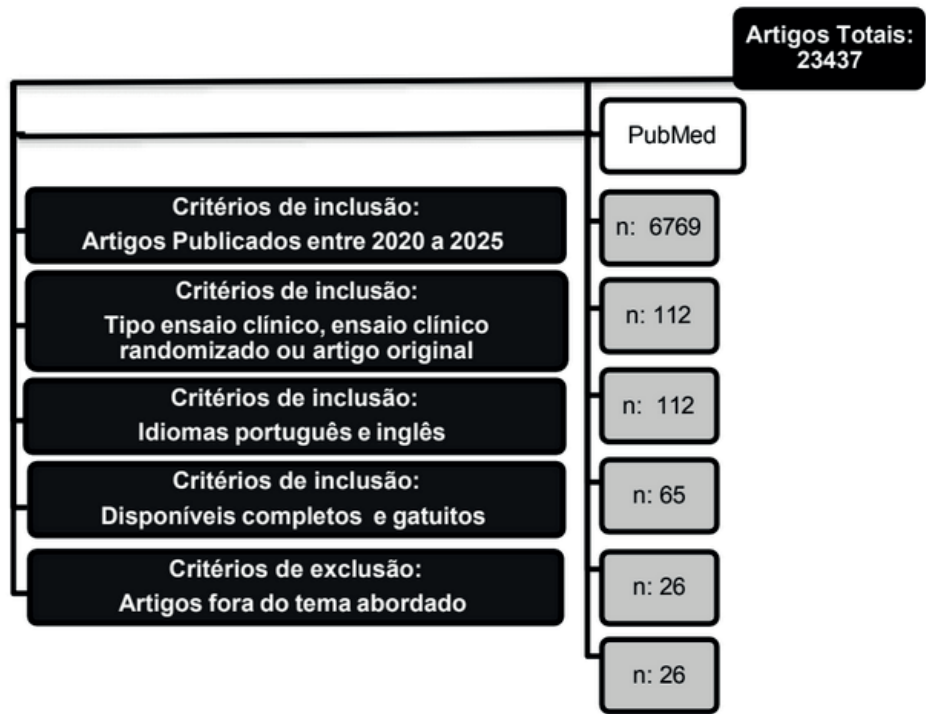 Artigos Totais:
23437
PubMed
Critérios de inclusão:
Artigos Publicados entre 2020 a 2025
n: 6769
Critérios de inclusão:
Tipo ensaio clínico, ensaio clínico
randomizado ou artigo original
n: 112
Critérios de inclusão:
Idiomas português e inglês
n: 112
Critérios de inclusão:
Disponíveis completos e gatuitos
n: 65
Critérios de exclusão:
Artigos fora do tema abordado
n: 26
n: 26